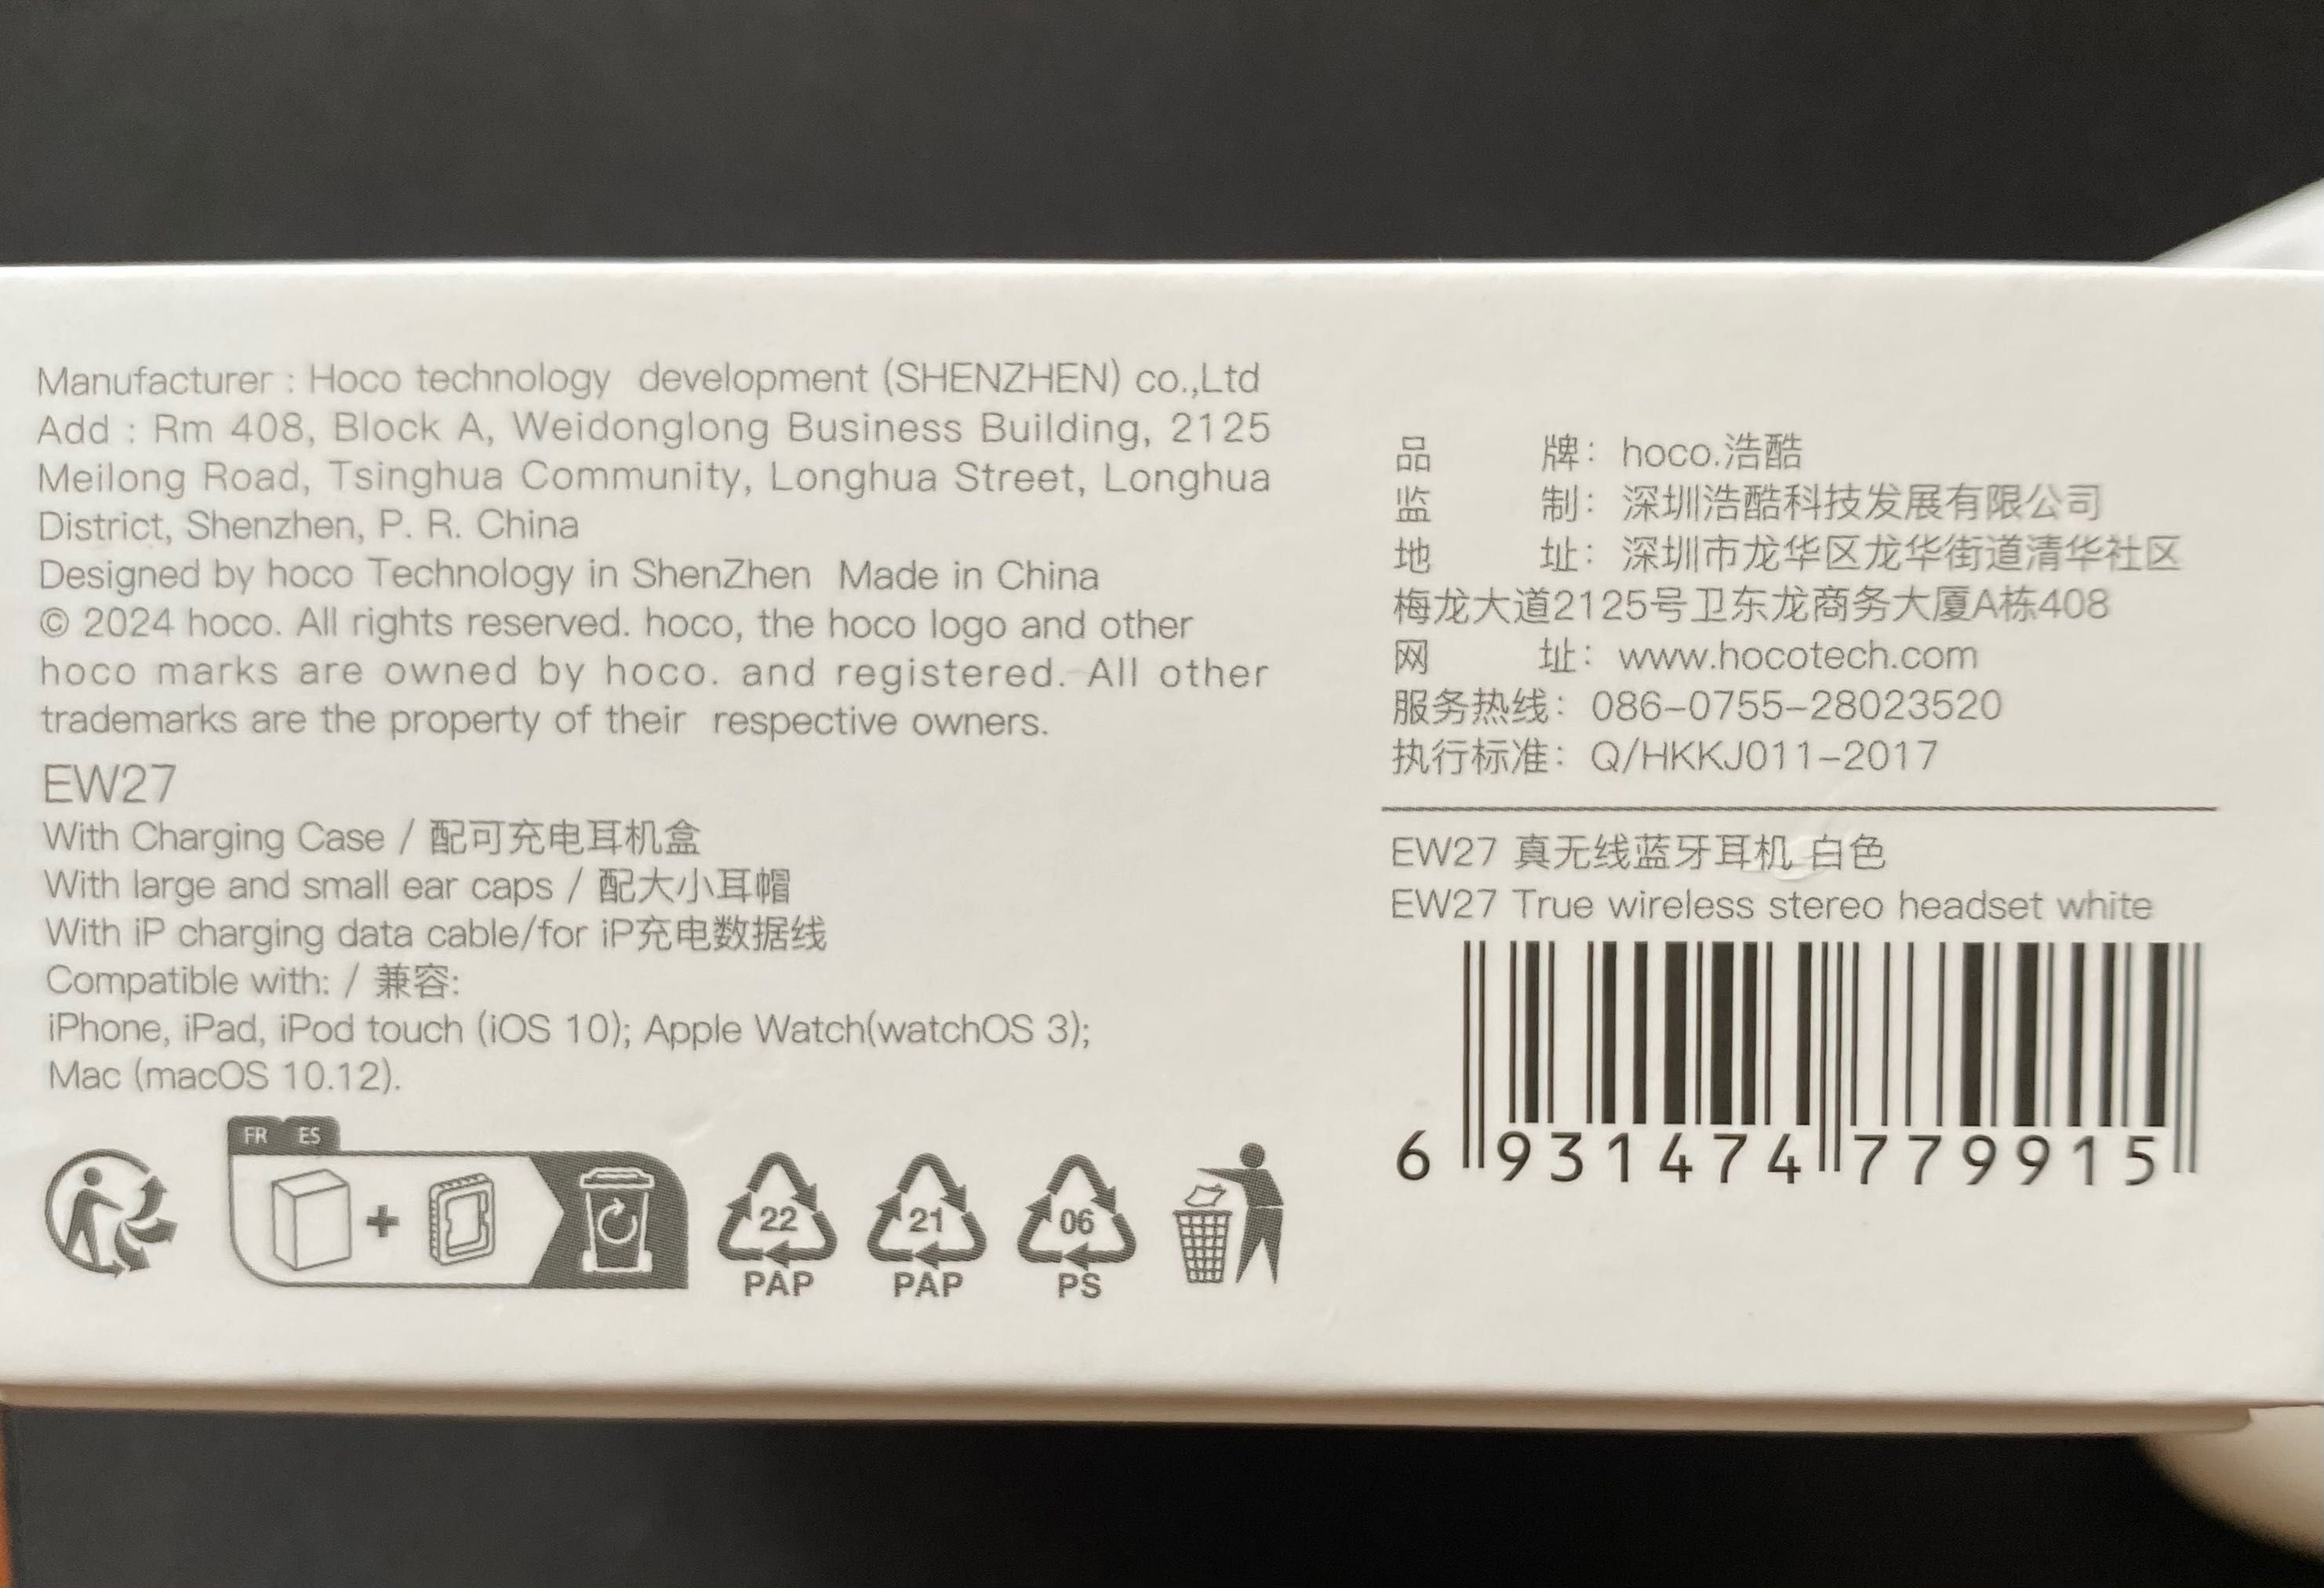 Manufacturer : Hoco technology development (SHENZHEN) co.,Ltd
Add : Rm 408, Block A, Weidonglong Business Building, 2125
Meilong Road, Tsinghua Community, Longhua Street, Longhua
District, Shenzhen, P. R. China
Designed by hoco Technology in ShenZhen Made in China
© 2024 hoco. All rights reserved. hoco, the hoco logo and other
hoco marks are owned by hoco. and registered. All other
trademarks are the property of their respective owners.
EW27
With Charging Case / 配可充电耳机盒
With large and small ear caps / 配大小耳帽
With iP charging data cable/for iP充电数据线
Compatible with: / 兼容:
iPhone, iPad, iPod touch (iOS 10); Apple Watch(watchOS 3);
Mac (macOS 10.12).
FR ES
22 21 06
PAP PAP PS
品 牌：hoco.浩酷
监 制：深圳浩酷科技发展有限公司
地 址：深圳市龙华区龙华街道清华社区
梅龙大道2125号卫东龙商务大厦A栋408
网 址：www.hocotech.com
服务热线：086-0755-28023520
执行标准：Q/HKKJ011-2017
EW27 真无线蓝牙耳机 白色
EW27 True wireless stereo headset white
6 931474 779915